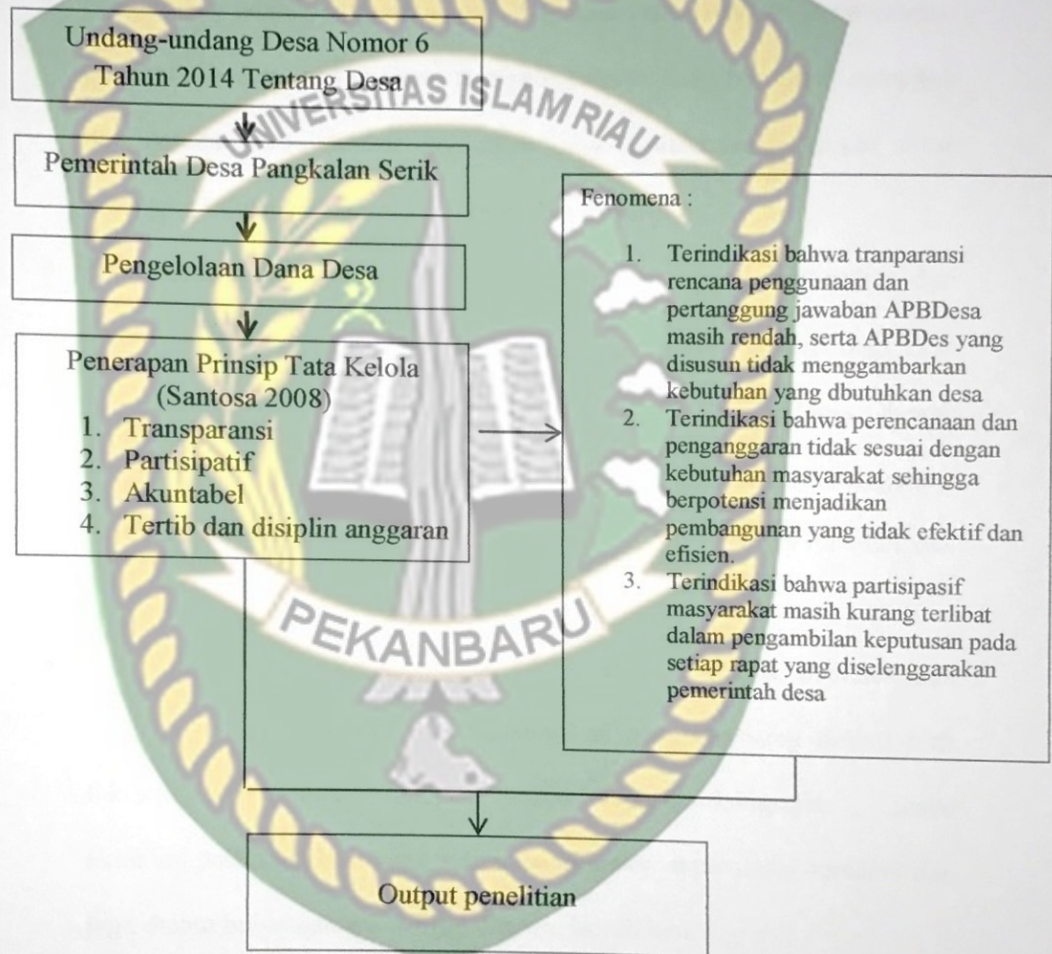 Undang-undang Desa Nomor 6
Tahun 2014 Tentang Desa
UNIVERSITAS ISLAM RIAU
Pemerintah Desa Pangkalan Serik
Pengelolaan Dana Desa
Penerapan Prinsip Tata Kelola
(Santosa 2008)
1. Transparansi
2. Partisipatif
3. Akuntabel
4. Tertib dan disiplin anggaran
Fenomena :
1. Terindikasi bahwa tranparansi
rencana penggunaan dan
pertanggung jawaban APBDesa
masih rendah, serta APBDes yang
disusun tidak menggambarkan
kebutuhan yang dbutuhkan desa
2. Terindikasi bahwa perencanaan dan
penganggaran tidak sesuai dengan
kebutuhan masyarakat sehingga
berpotensi menjadikan
pembangunan yang tidak efektif dan
efisien.
3. Terindikasi bahwa partisipasif
masyarakat masih kurang terlibat
dalam pengambilan keputusan pada
setiap rapat yang diselenggarakan
pemerintah desa
PEKANBARU
Output penelitian